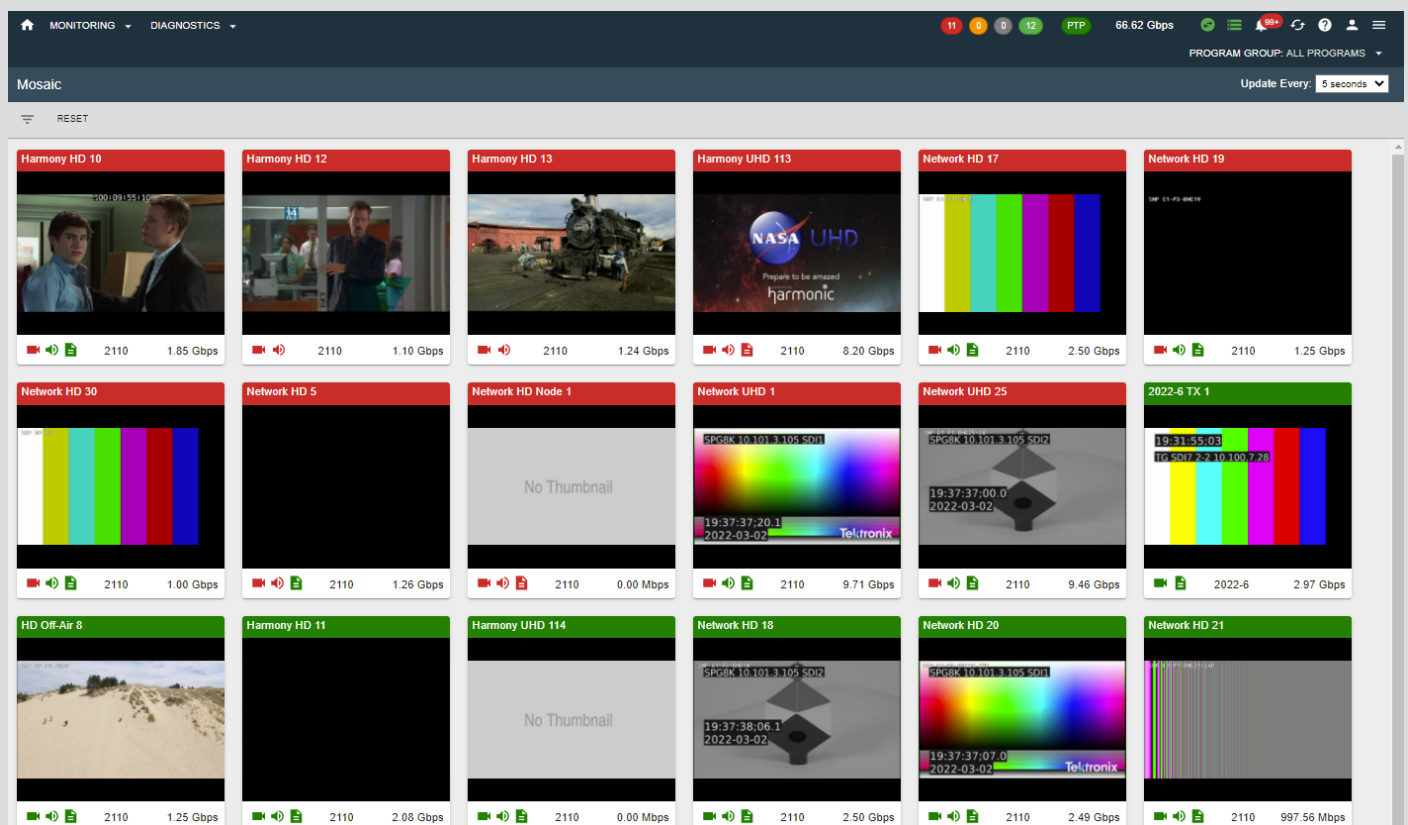 MONITORING DIAGNOSTICS 11 0 0 12 PTP 66.62 Gbps 99+
PROGRAM GROUP: ALL PROGRAMS
Mosaic Update Every: 5 seconds
RESET
Harmony HD 10 Harmony HD 12 Harmony HD 13 Harmony UHD 113 Network HD 17 Network HD 19
00:09:55:10
14
SNP C1-P3-BHC19
NASA UHD
Prepare to be amazed
harmonic
2110 1.85 Gbps 2110 1.10 Gbps 2110 1.24 Gbps 2110 8.20 Gbps 2110 2.50 Gbps 2110 1.25 Gbps
Network HD 30 Network HD 5 Network HD Node 1 Network UHD 1 Network UHD 25 2022-6 TX 1
No Thumbnail
SPG8K 10.101.3.105 SDI1
19:37:37;20.1
2022-03-02
Tektronix
SPG8K 10.101.3.105 SDI2
19:37:37;00.0
2022-03-02
19:31:55;03
TG SDI7 2-2 10.100.7.28
2110 1.00 Gbps 2110 1.26 Gbps 2110 0.00 Mbps 2110 9.71 Gbps 2110 9.46 Gbps 2022-6 2.97 Gbps
HD Off-Air 8 Harmony HD 11 Harmony UHD 114 Network HD 18 Network HD 20 Network HD 21
No Thumbnail
SPG8K 10.101.3.105 SDI2
19:37:38;06.1
2022-03-02
SPG8K 10.101.3.105 SDI1
19:37:37;07.0
2022-03-02
Tektronix
2110 1.25 Gbps 2110 2.08 Gbps 2110 0.00 Mbps 2110 2.50 Gbps 2110 2.49 Gbps 2110 997.56 Mbps